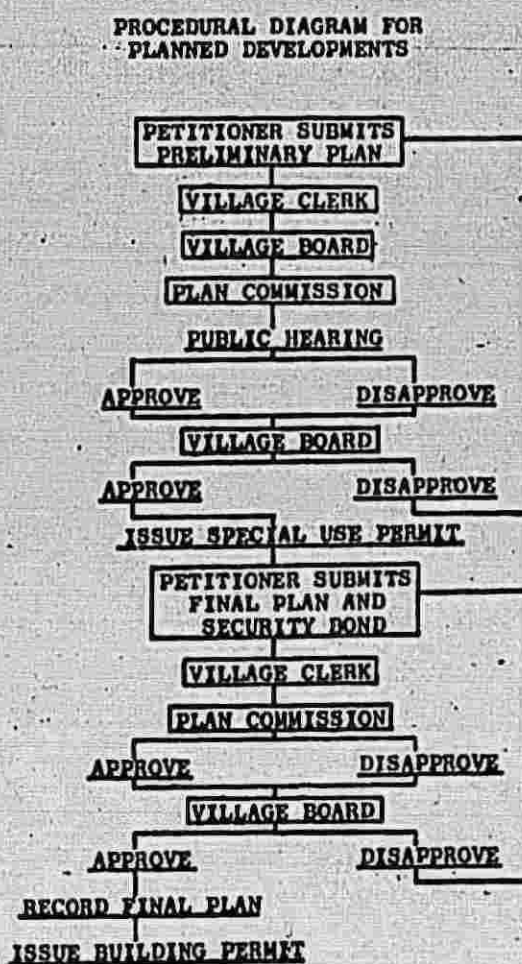 PROCEDURAL DIAGRAM FOR
PLANNED DEVELOPMENTS
PETITIONER SUBMITS
PRELIMINARY PLAN
VILLAGE CLERK
VILLAGE BOARD
PLAN COMMISSION
PUBLIC HEARING
APPROVE DISAPPROVE
VILLAGE BOARD
APPROVE DISAPPROVE
ISSUE SPECIAL USE PERMIT
PETITIONER SUBMITS
FINAL PLAN AND
SECURITY BOND
VILLAGE CLERK
PLAN COMMISSION
APPROVE DISAPPROVE
VILLAGE BOARD
APPROVE DISAPPROVE
RECORD FINAL PLAN
ISSUE BUILDING PERMIT